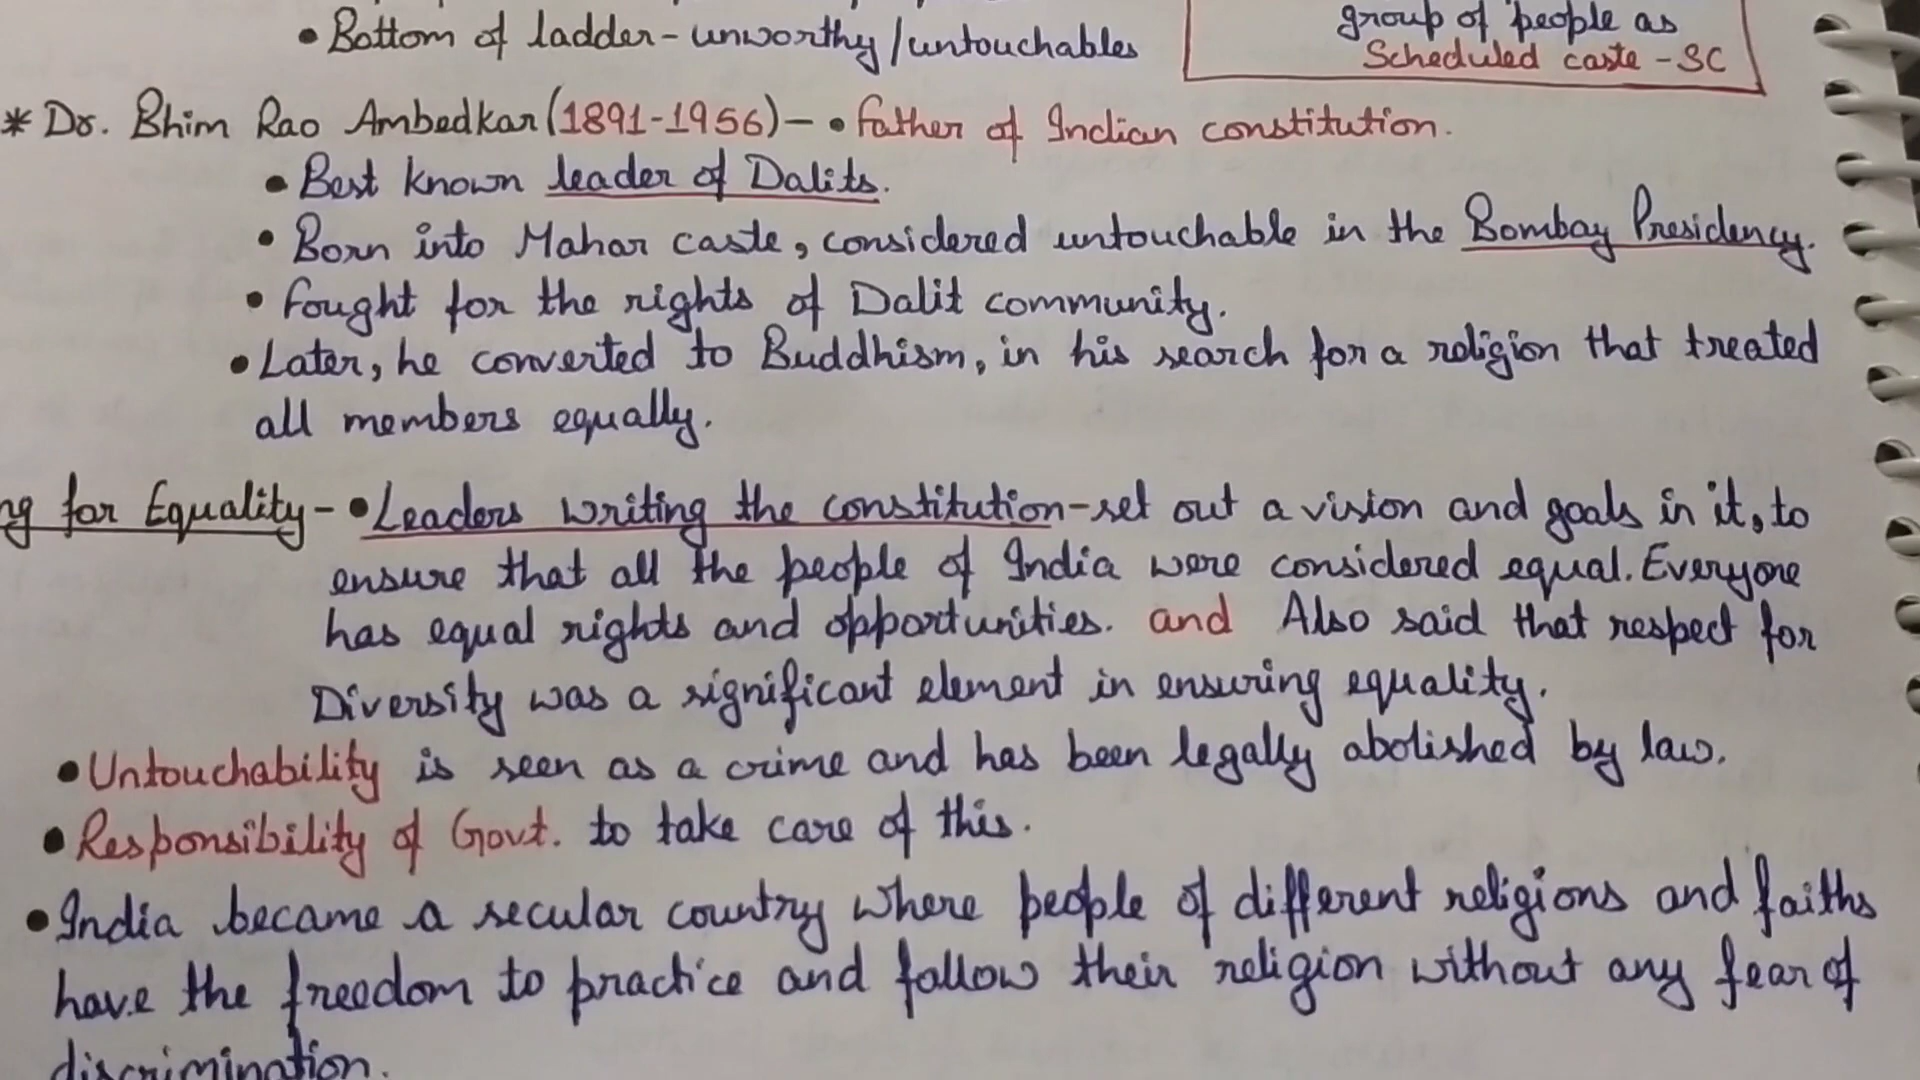 • Bottom of ladder - unworthy/untouchables
group of people as
Scheduled caste - SC
* Dr. Bhim Rao Ambedkar (1891-1956) - • Father of Indian constitution.
• Best known leader of Dalits.
• Born into Mahar caste, considered untouchable in the Bombay Presidency.
• Fought for the rights of Dalit community.
• Later, he converted to Buddhism, in his search for a religion that treated
all members equally.
ng for Equality - • Leaders writing the constitution - set out a vision and goals in it, to
ensure that all the people of India were considered equal. Everyone
has equal rights and opportunities. and Also said that respect for
Diversity was a significant element in ensuring equality.
• Untouchability is seen as a crime and has been legally abolished by law.
• Responsibility of Govt. to take care of this.
• India became a secular country where people of different religions and faiths
have the freedom to practice and follow their religion without any fear of
discrimination.